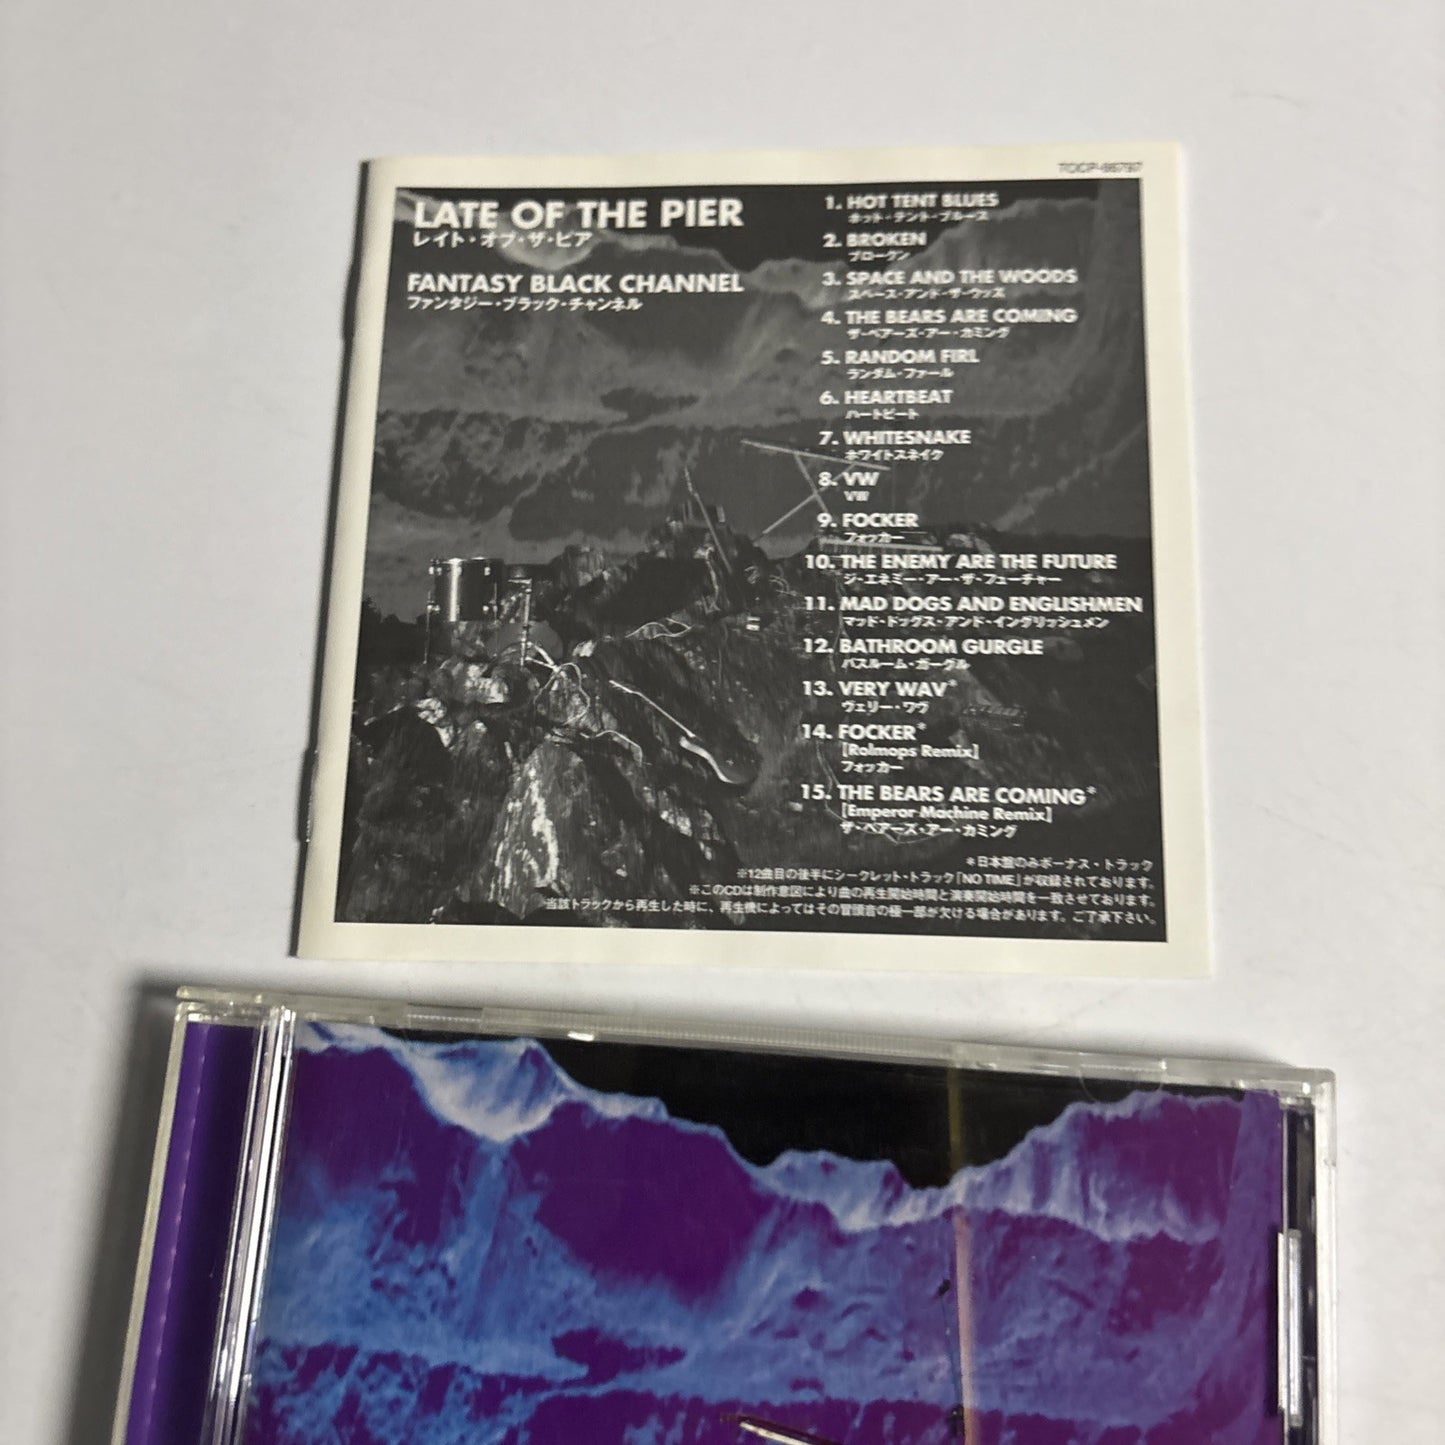 TOCP-66797
LATE OF THE PIER
レイト・オブ・ザ・ピア
FANTASY BLACK CHANNEL
ファンタジー・ブラック・チャンネル
1. HOT TENT BLUES
ホット・テント・ブルース
2. BROKEN
ブロークン
3. SPACE AND THE WOODS
スペース・アンド・ザ・ウッズ
4. THE BEARS ARE COMING
ザ・ベアーズ・アー・カミング
5. RANDOM FIRL
ランダム・ファール
6. HEARTBEAT
ハートビート
7. WHITESNAKE
ホワイトスネイク
8. VW
VW
9. FOCKER
フォッカー
10. THE ENEMY ARE THE FUTURE
ジ・エネミー・アー・ザ・フューチャー
11. MAD DOGS AND ENGLISHMEN
マッド・ドッグス・アンド・イングリッシュメン
12. BATHROOM GURGLE
バスルーム・ガーグル
13. VERY WAV*
ヴェリー・ワヴ
14. FOCKER*
[Rolmops Remix]
フォッカー
15. THE BEARS ARE COMING*
[Emperor Machine Remix]
ザ・ベアーズ・アー・カミング
*日本盤のみボーナス・トラック
※12曲目の後半にシークレット・トラック「NO TIME」が収録されております。
※このCDは制作意図により曲の再生開始時間と演奏開始時間を一致させております。
当該トラックから再生した時に、再生機によってはその冒頭音の極一部が欠ける場合があります。ご了承下さい。